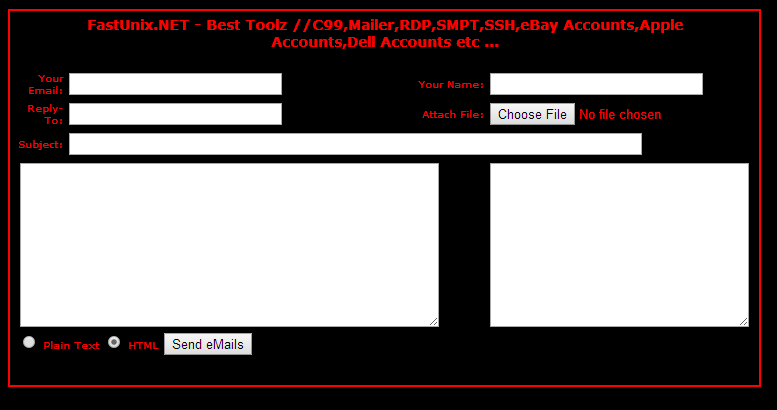 FastUnix.NET - Best Toolz //C99,Mailer,RDP,SMPT,SSH,eBay Accounts,Apple
Accounts,Dell Accounts etc ...
Your
Email:
Your Name:
Reply-
To:
Attach File: Choose File No file chosen
Subject:
Plain Text HTML Send eMails